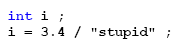 int i ;
i = 3.4 / "stupid" ;